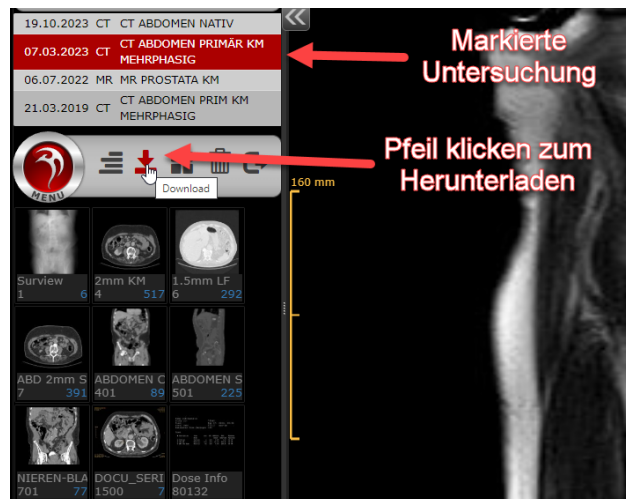 19.10.2023 CT CT ABDOMEN NATIV
07.03.2023 CT CT ABDOMEN PRIMÄR KM
MEHRPHASIG
06.07.2022 MR MR PROSTATA KM
21.03.2019 CT CT ABDOMEN PRIM KM
MEHRPHASIG
Markierte
Untersuchung
MENU
Download
Pfeil klicken zum
Herunterladen
160 mm
Surview
1 6
2mm KM
4 517
1.5mm LF
6 292
ABD 2mm S
7 391
ABDOMEN C
401 89
ABDOMEN S
501 225
NIEREN-BLA
701 77
DOCU_SERI
1500 7
Dose Info
80132